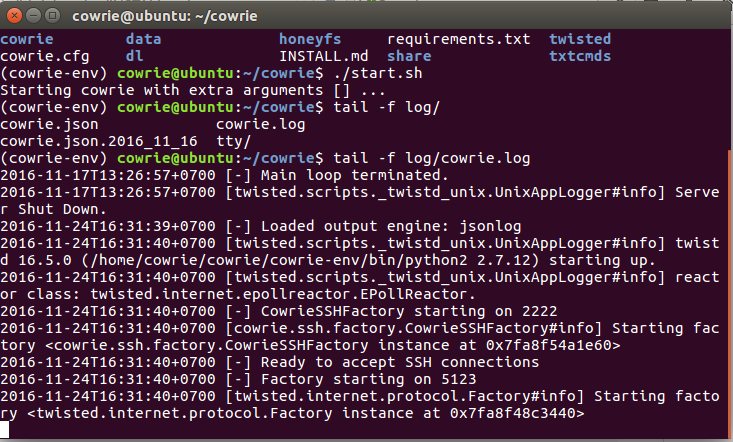 cowrie@ubuntu: ~/cowrie
cowrie data honeyfs requirements.txt twisted
cowrie.cfg dl INSTALL.md share txtcmds
(cowrie-env) cowrie@ubuntu:~/cowrie$ ./start.sh
Starting cowrie with extra arguments [] ...
(cowrie-env) cowrie@ubuntu:~/cowrie$ tail -f log/
cowrie.json cowrie.log
cowrie.json.2016_11_16 tty/
(cowrie-env) cowrie@ubuntu:~/cowrie$ tail -f log/cowrie.log
2016-11-17T13:26:57+0700 [-] Main loop terminated.
2016-11-17T13:26:57+0700 [twisted.scripts._twistd_unix.UnixAppLogger#info] Serve
r Shut Down.
2016-11-24T16:31:39+0700 [-] Loaded output engine: jsonlog
2016-11-24T16:31:40+0700 [twisted.scripts._twistd_unix.UnixAppLogger#info] twist
d 16.5.0 (/home/cowrie/cowrie/cowrie-env/bin/python2 2.7.12) starting up.
2016-11-24T16:31:40+0700 [twisted.scripts._twistd_unix.UnixAppLogger#info] react
or class: twisted.internet.epollreactor.EPollReactor.
2016-11-24T16:31:40+0700 [-] CowrieSSHFactory starting on 2222
2016-11-24T16:31:40+0700 [cowrie.ssh.factory.CowrieSSHFactory#info] Starting fac
tory <cowrie.ssh.factory.CowrieSSHFactory instance at 0x7fa8f54a1e60>
2016-11-24T16:31:40+0700 [-] Ready to accept SSH connections
2016-11-24T16:31:40+0700 [-] Factory starting on 5123
2016-11-24T16:31:40+0700 [twisted.internet.protocol.Factory#info] Starting facto
ry <twisted.internet.protocol.Factory instance at 0x7fa8f48c3440>